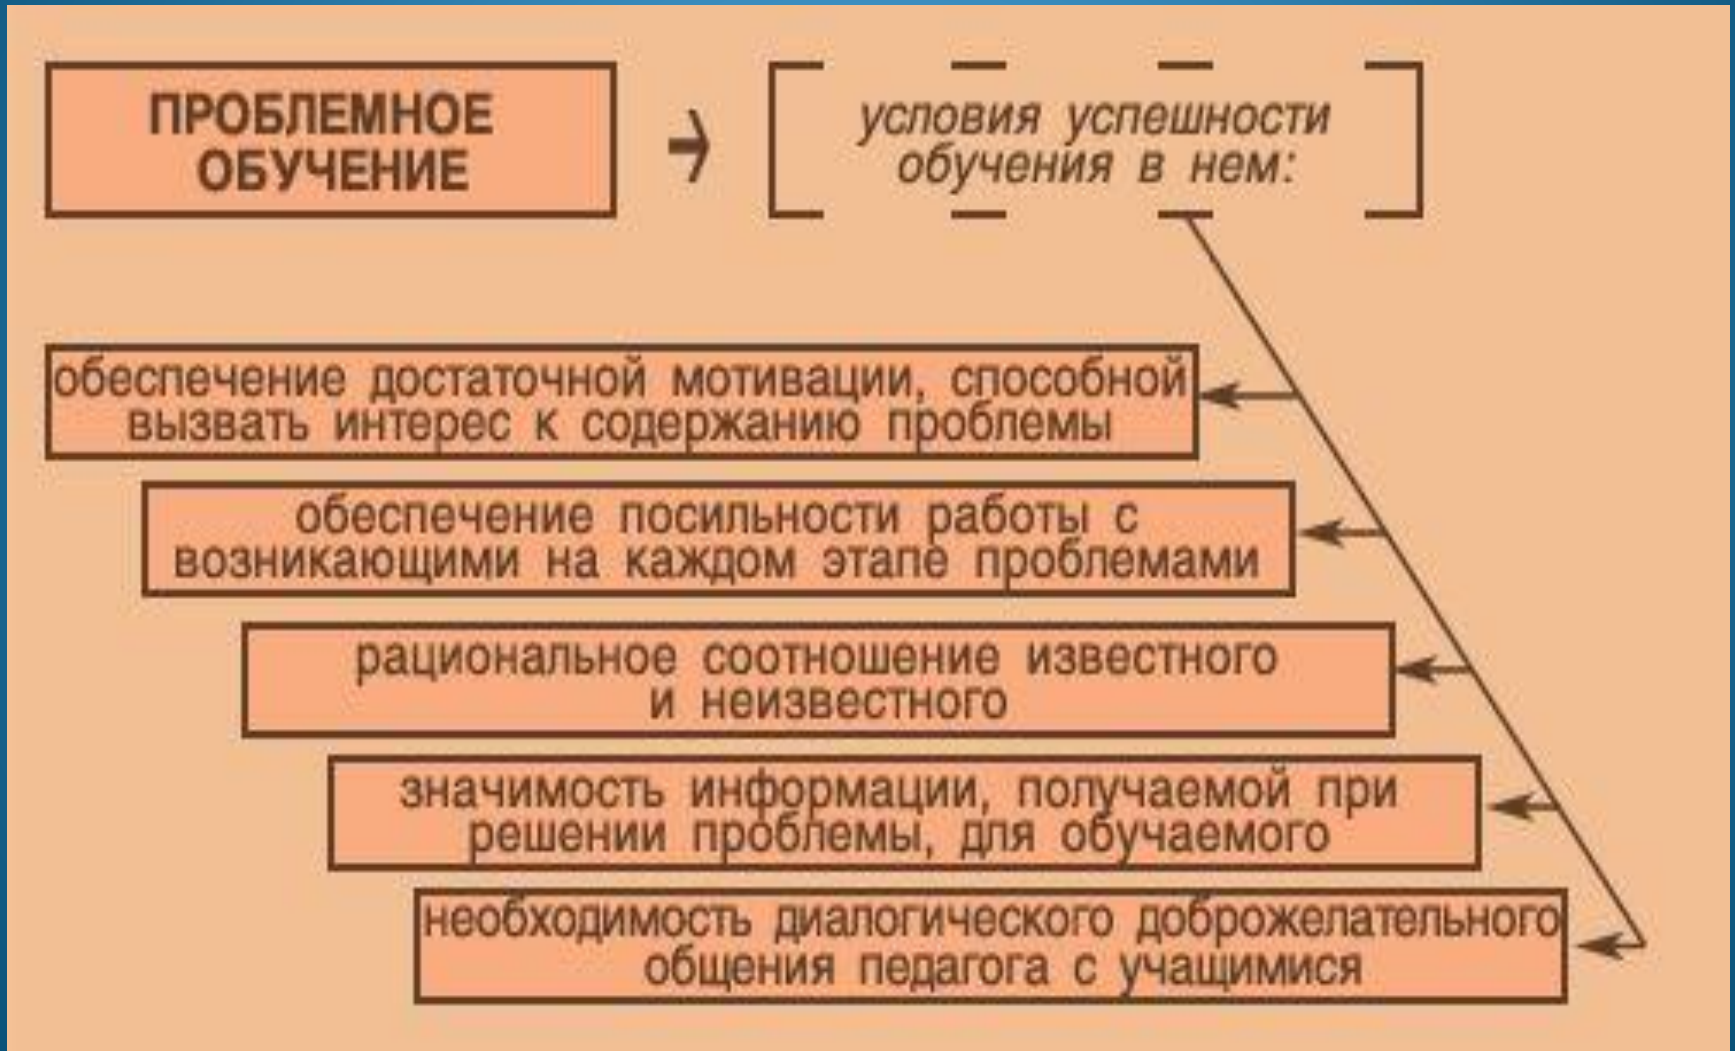 ПРОБЛЕМНОЕ
ОБУЧЕНИЕ
условия успешности
обучения в нем:
обеспечение достаточной мотивации, способной
вызвать интерес к содержанию проблемы
обеспечение посильности работы с
возникающими на каждом этапе проблемами
рациональное соотношение известного
и неизвестного
значимость информации, получаемой при
решении проблемы, для обучаемого
необходимость диалогического доброжелательного
общения педагога с учащимися